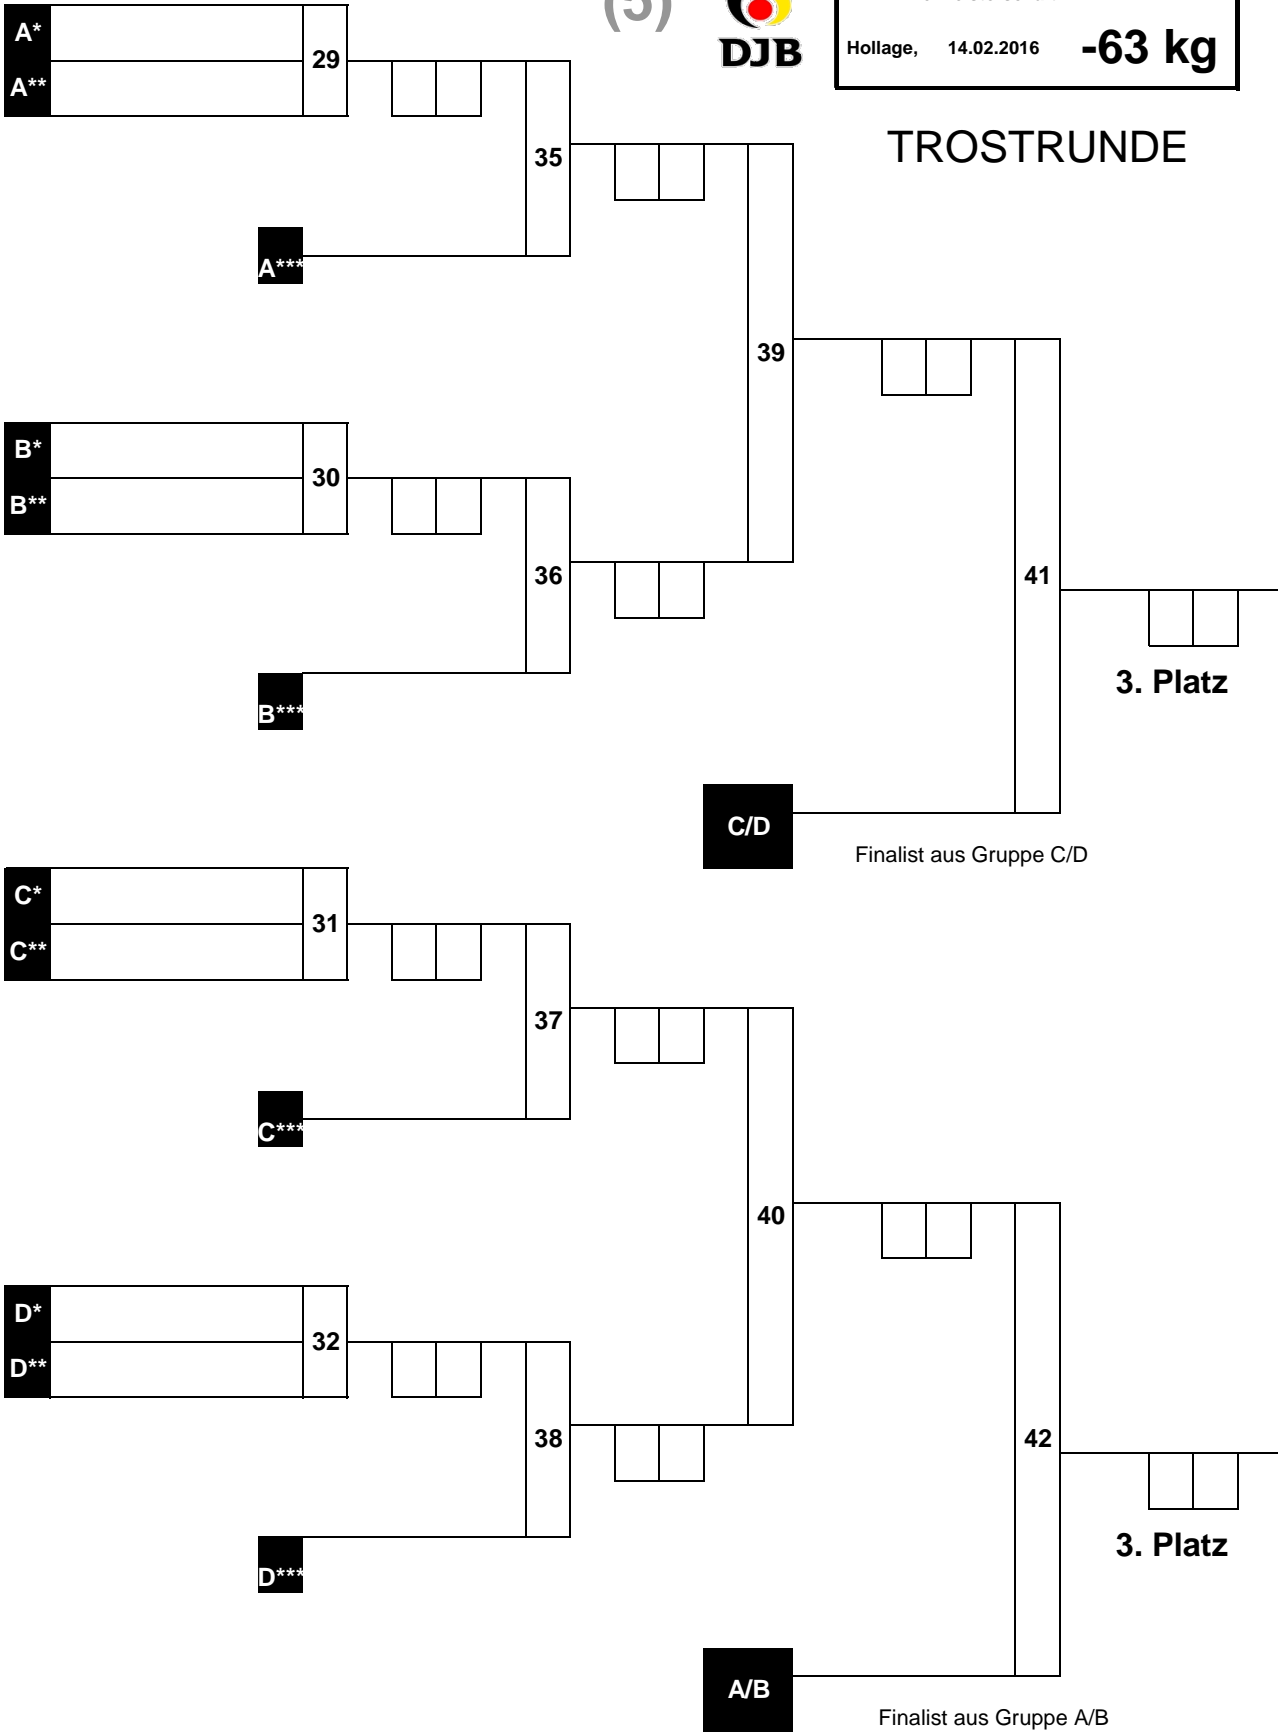 (5)
DJB
Hollage, 14.02.2016 -63 kg
TROSTRUNDE
A*
A**
29
35
A***
39
B*
B**
30
36
41
B***
3. Platz
C/D
Finalist aus Gruppe C/D
C*
C**
31
37
C***
40
D*
D**
32
38
42
D***
3. Platz
A/B
Finalist aus Gruppe A/B